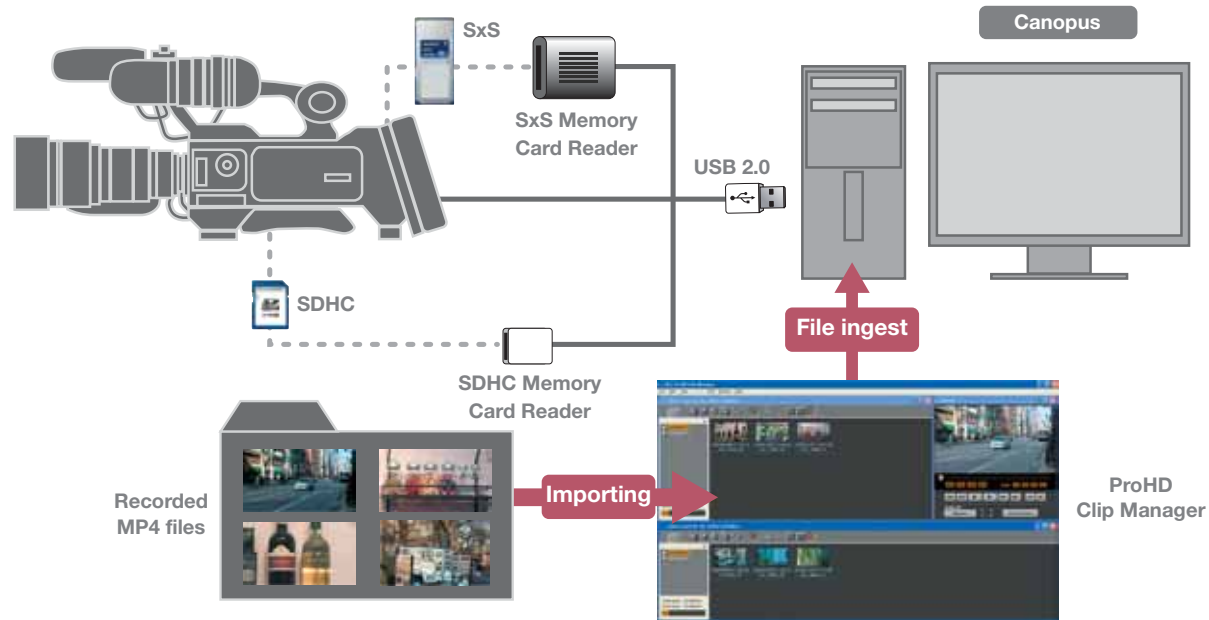 SxS
Canopus
SxS Memory
Card Reader
USB 2.0
SDHC
File ingest
SDHC Memory
Card Reader
Recorded
MP4 files
Importing
ProHD
Clip Manager